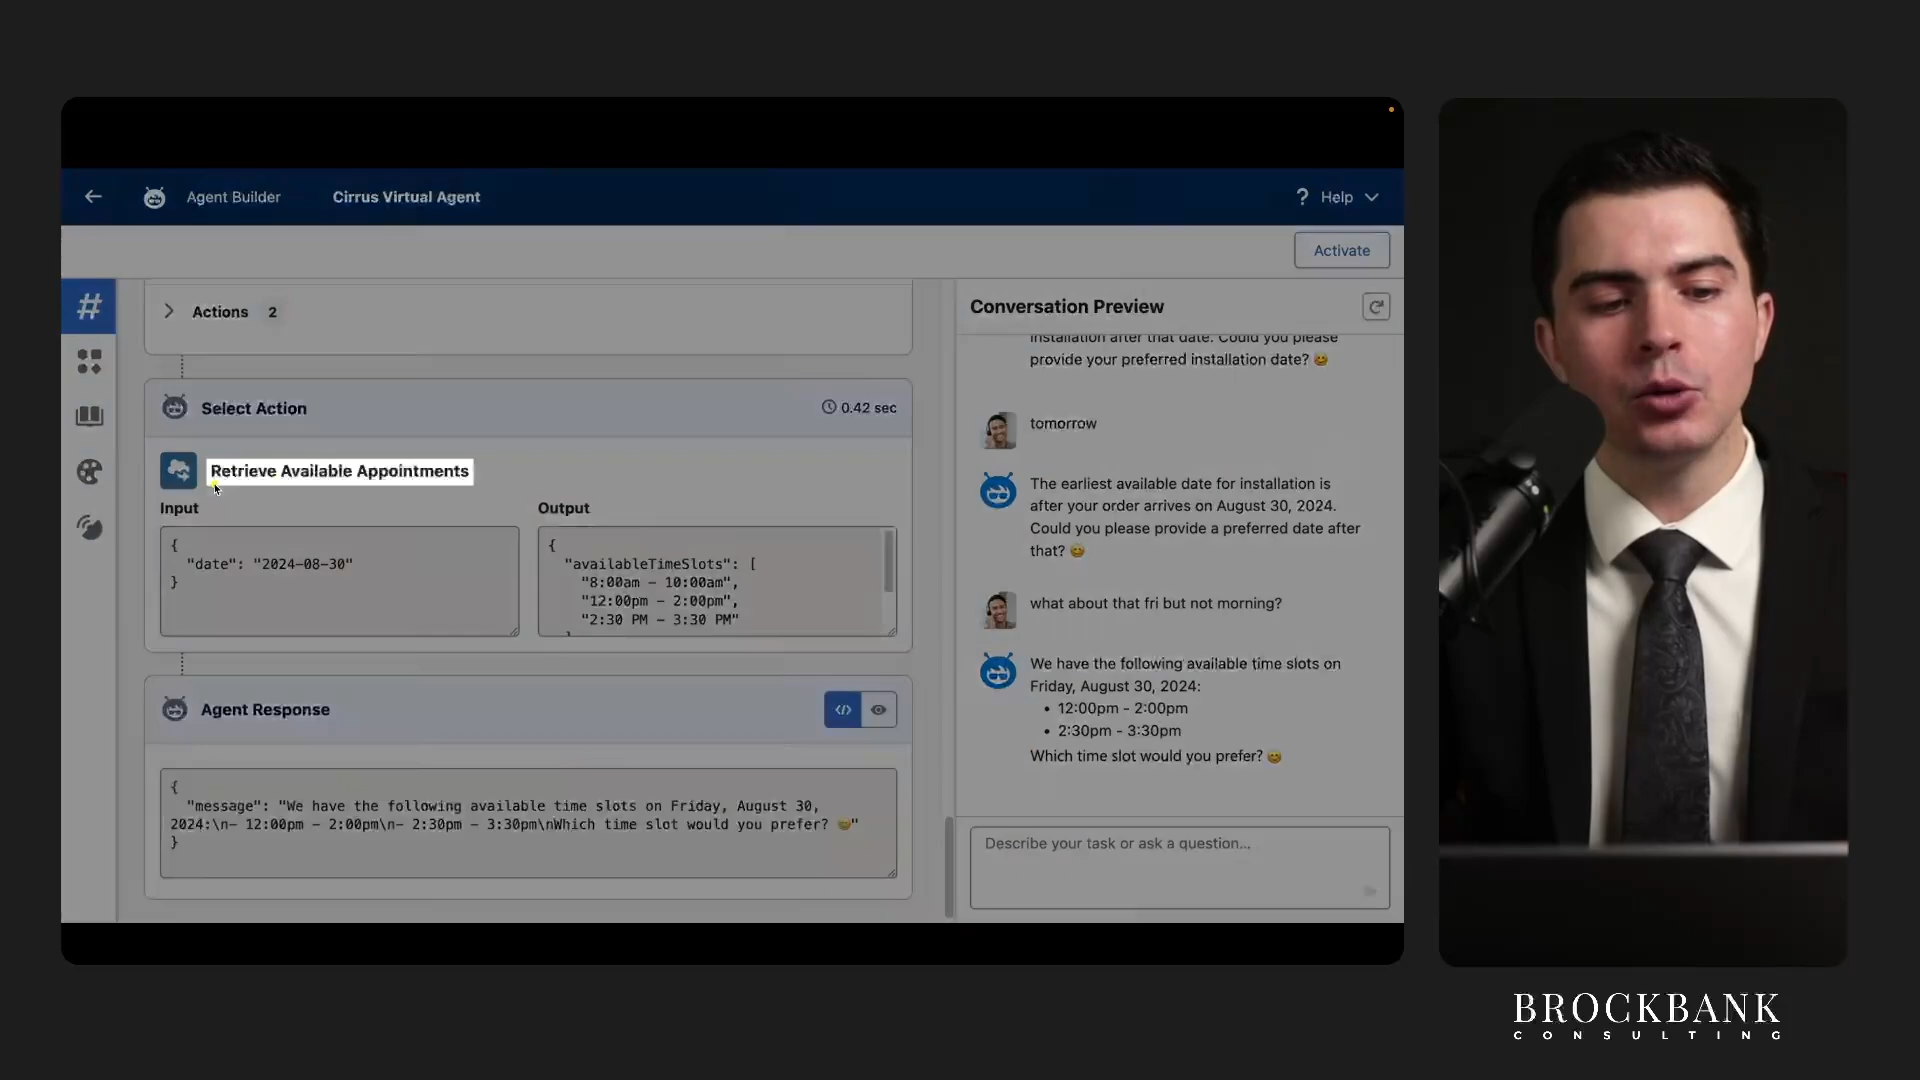 Agent Builder
Cirrus Virtual Agent
? Help
Activate
Actions 2
Select Action
0.42 sec
Retrieve Available Appointments
Input
Output
{
"date": "2024-08-30"
}
{
"availableTimeSlots": [
"8:00am - 10:00am",
"12:00pm - 2:00pm",
"2:30 PM - 3:30 PM"
Agent Response
</>
{
"message": "We have the following available time slots on Friday, August 30,
2024:\n- 12:00pm - 2:00pm\n- 2:30pm - 3:30pm\nWhich time slot would you prefer? 😊"
}
Conversation Preview
installation after that date. Could you please
provide your preferred installation date? 😊
tomorrow
The earliest available date for installation is
after your order arrives on August 30, 2024.
Could you please provide a preferred date after
that? 😊
what about that fri but not morning?
We have the following available time slots on
Friday, August 30, 2024:
• 12:00pm - 2:00pm
• 2:30pm - 3:30pm
Which time slot would you prefer? 😊
Describe your task or ask a question...
BROCKBANK
CONSULTING